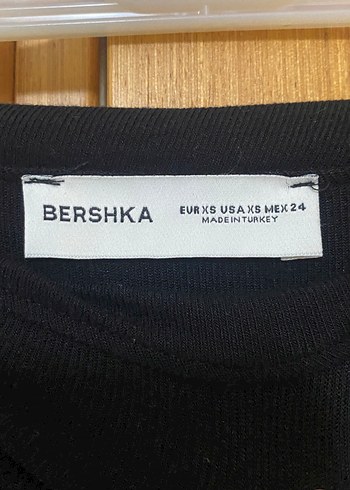 BERSHKA
EUR XS USA XS MEX 24
MADE IN TURKEY